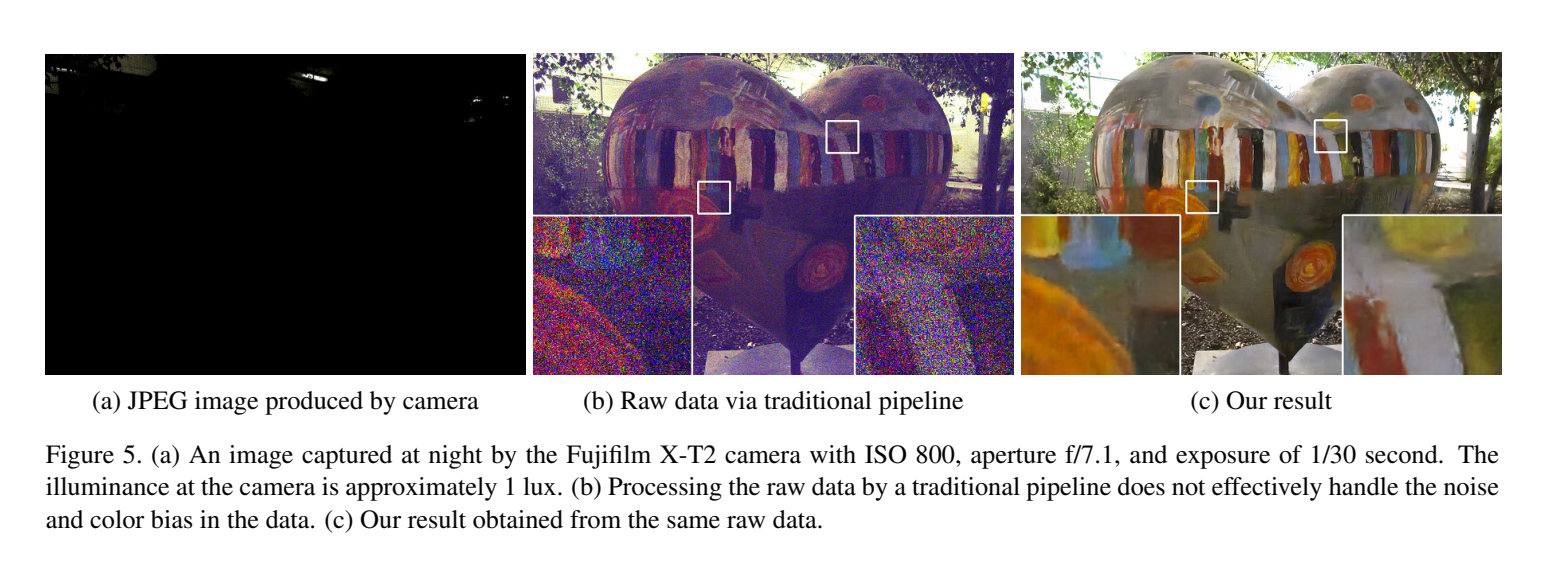 (a) JPEG image produced by camera
(b) Raw data via traditional pipeline
(c) Our result
Figure 5. (a) An image captured at night by the Fujifilm X-T2 camera with ISO 800, aperture f/7.1, and exposure of 1/30 second. The
illuminance at the camera is approximately 1 lux. (b) Processing the raw data by a traditional pipeline does not effectively handle the noise
and color bias in the data. (c) Our result obtained from the same raw data.